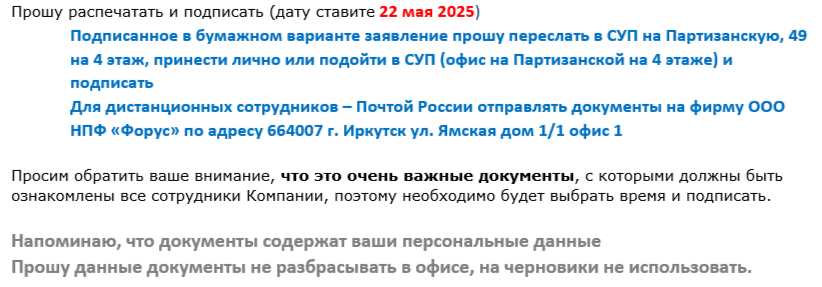 Прошу распечатать и подписать (дату ставите 22 мая 2025)
Подписанное в бумажном варианте заявление прошу переслать в СУП на Партизанскую, 49
на 4 этаж, принести лично или подойти в СУП (офис на Партизанской на 4 этаже) и
подписать
Для дистанционных сотрудников – Почтой России отправлять документы на фирму ООО
НПФ «Форус» по адресу 664007 г. Иркутск ул. Ямская дом 1/1 офис 1
Просим обратить ваше внимание, что это очень важные документы, с которыми должны быть
ознакомлены все сотрудники Компании, поэтому необходимо будет выбрать время и подписать.
Напоминаю, что документы содержат ваши персональные данные
Прошу данные документы не разбрасывать в офисе, на черновики не использовать.